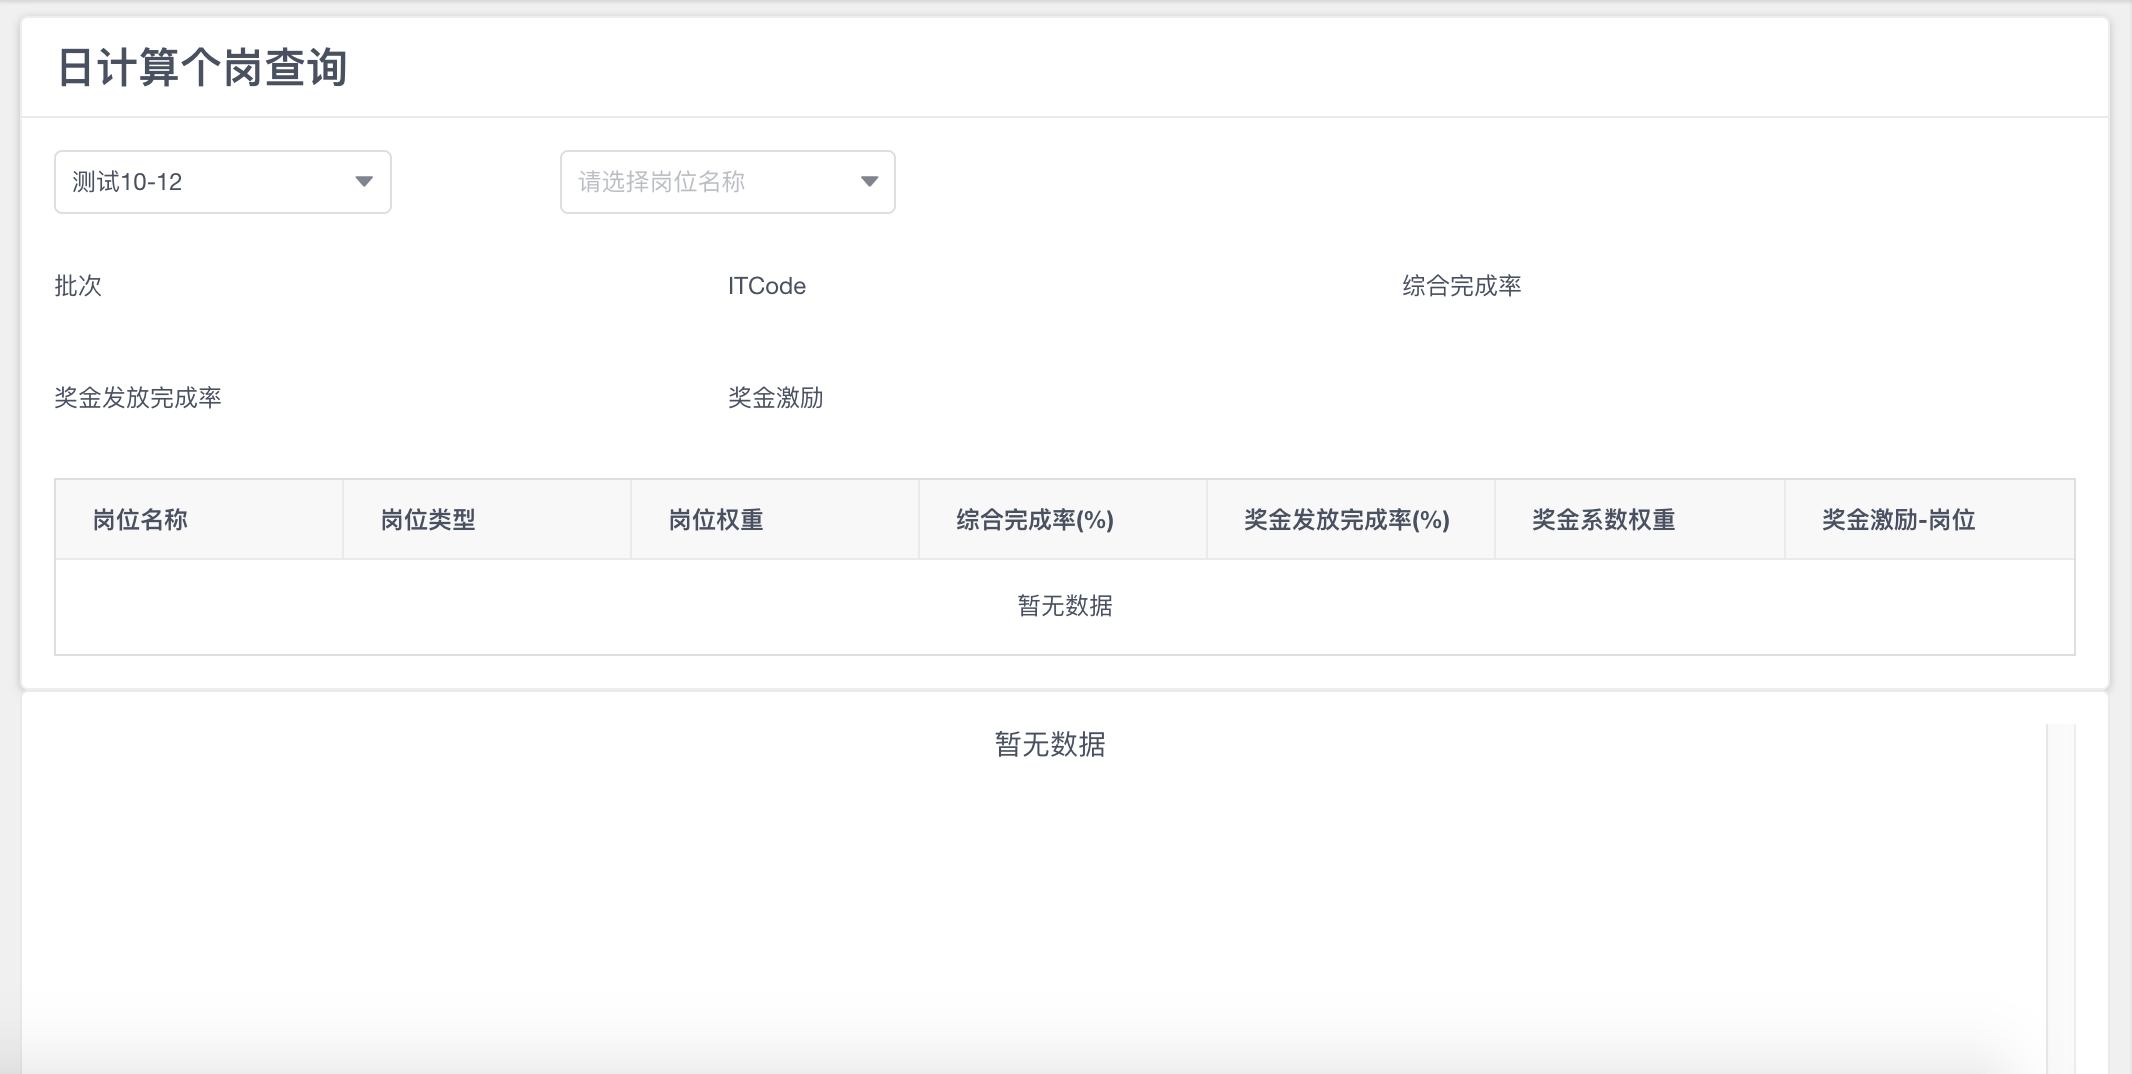 日计算个岗查询
测试10-12
请选择岗位名称
批次
ITCode
综合完成率
奖金发放完成率
奖金激励
岗位名称
岗位类型
岗位权重
综合完成率(%)
奖金发放完成率(%)
奖金系数权重
奖金激励-岗位
暂无数据
暂无数据